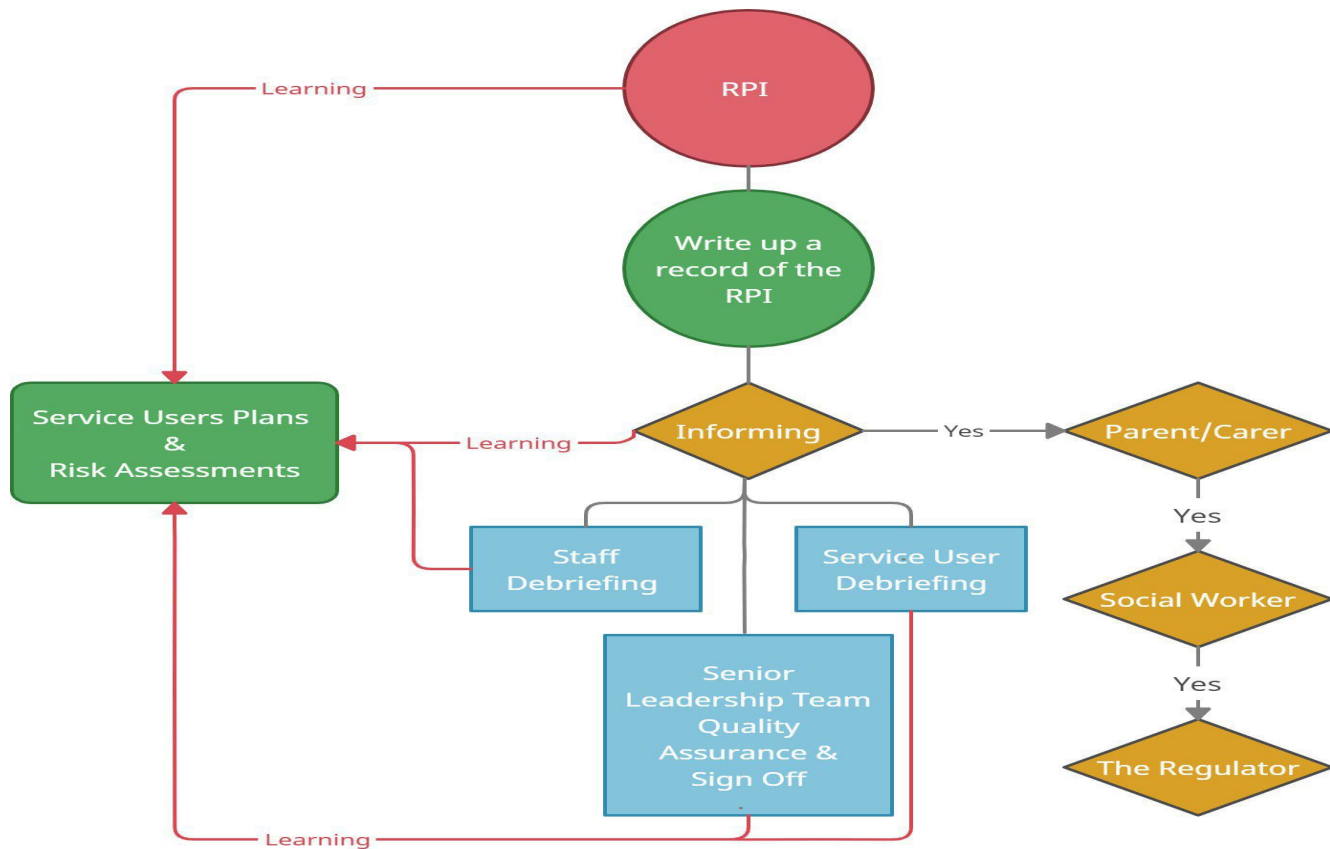 RPI
Learning
Write up a
record of the
RPI
Service Users Plans
&
Risk Assessments
Learning
Informing
Yes
Parent/Carer
Yes
Staff
Debriefing
Service User
Debriefing
Social Worker
Yes
Senior
Leadership Team
Quality
Assurance &
Sign Off
The Regulator
Learning